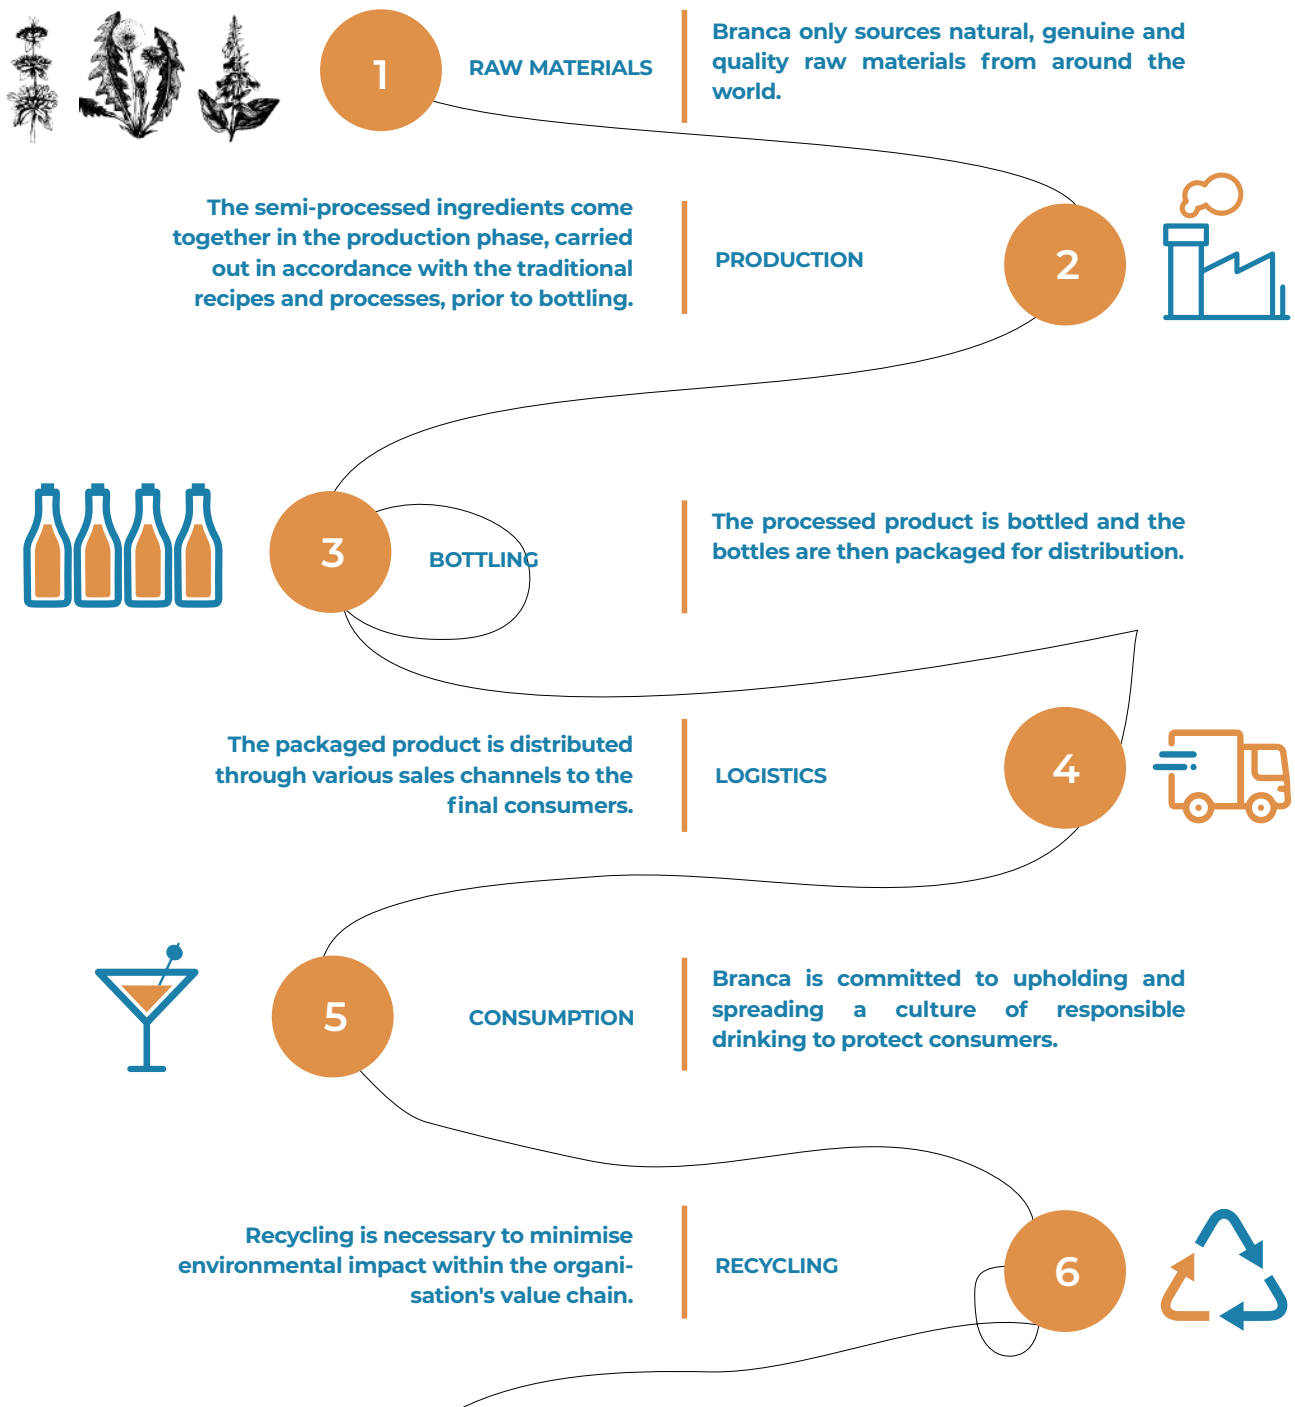 1
RAW MATERIALS
Branca only sources natural, genuine and
quality raw materials from around the
world.
The semi-processed ingredients come
together in the production phase, carried
out in accordance with the traditional
recipes and processes, prior to bottling.
PRODUCTION
2
3
BOTTLING
The processed product is bottled and the
bottles are then packaged for distribution.
The packaged product is distributed
through various sales channels to the
final consumers.
LOGISTICS
4
5
CONSUMPTION
Branca is committed to upholding and
spreading a culture of responsible
drinking to protect consumers.
Recycling is necessary to minimise
environmental impact within the organi-
sation's value chain.
RECYCLING
6